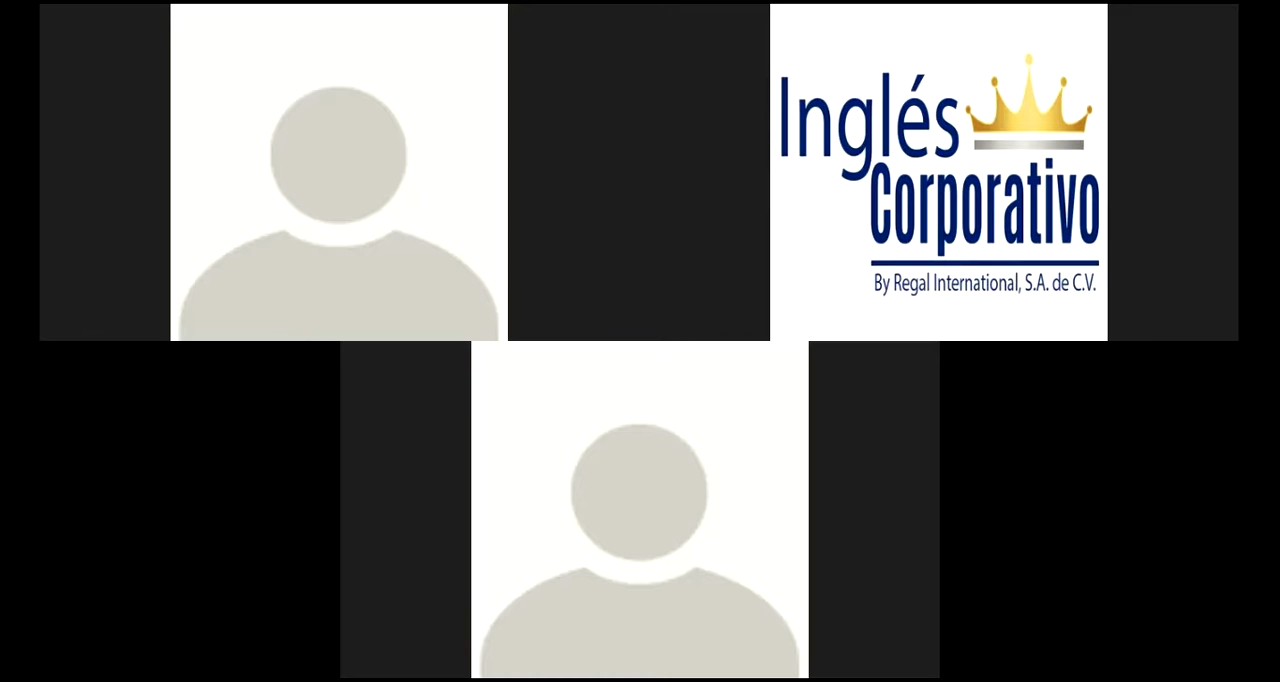 Inglés
Corporativo
By Regal International, S.A. de C.V.